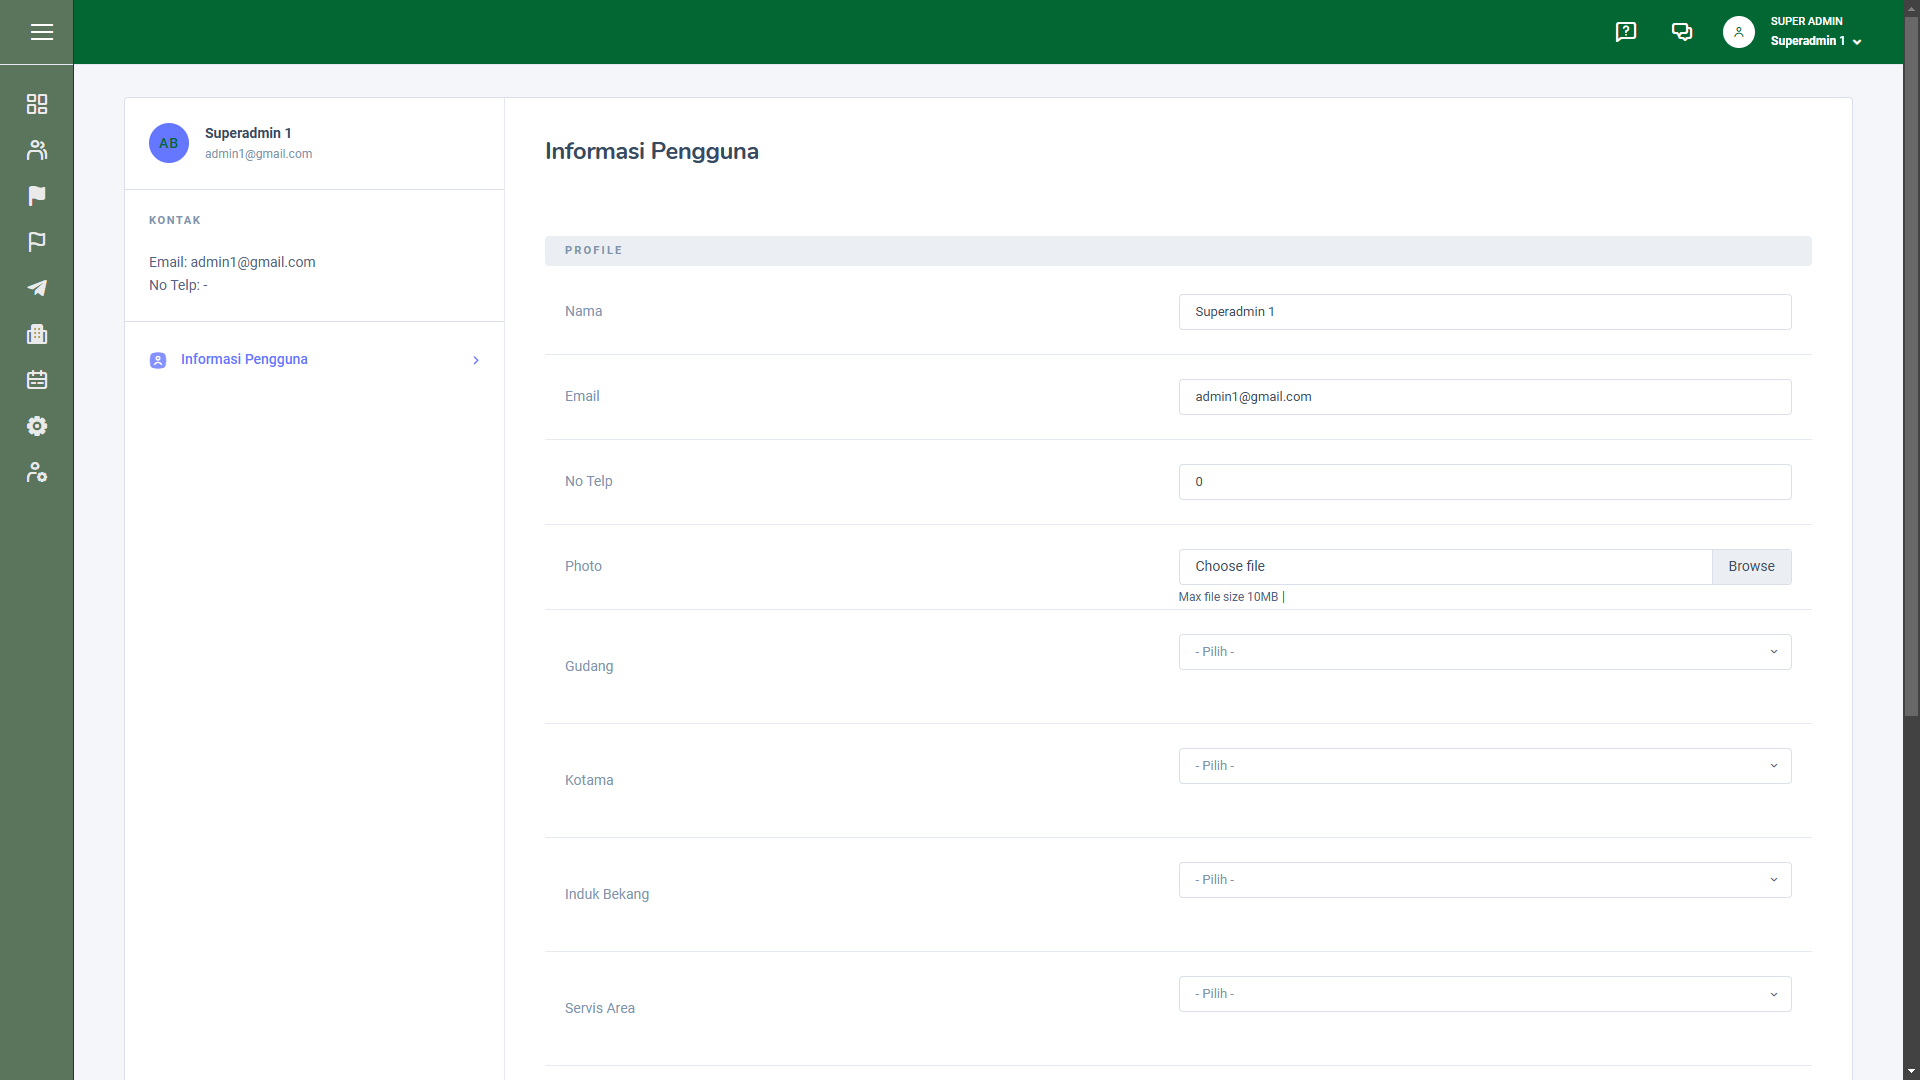 SUPER ADMIN
Superadmin 1
AB
Superadmin 1
admin1@gmail.com
KONTAK
Email: admin1@gmail.com
No Telp: -
Informasi Pengguna
Informasi Pengguna
PROFILE
Nama
Superadmin 1
Email
admin1@gmail.com
No Telp
0
Photo
Choose file
Browse
Max file size 10MB |
Gudang
- Pilih -
Kotama
- Pilih -
Induk Bekang
- Pilih -
Servis Area
- Pilih -